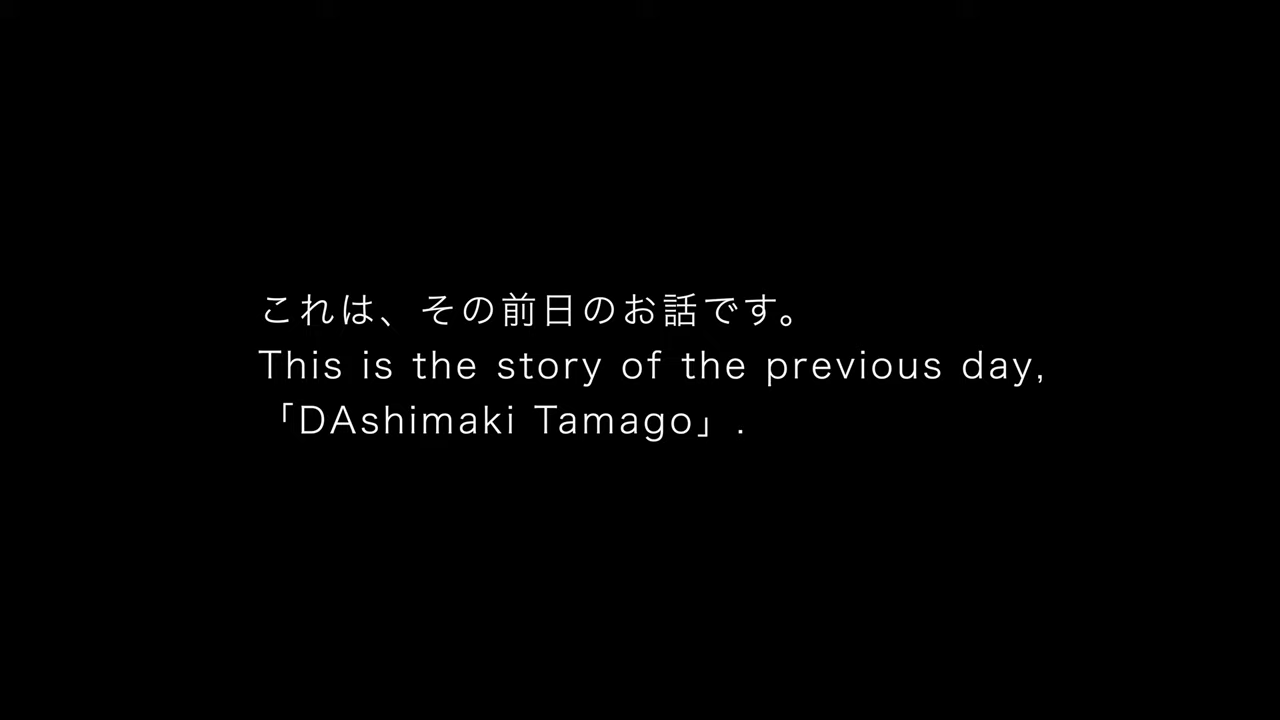 これは、その前日のお話です。
This is the story of the previous day,
「DAshimaki Tamago」.